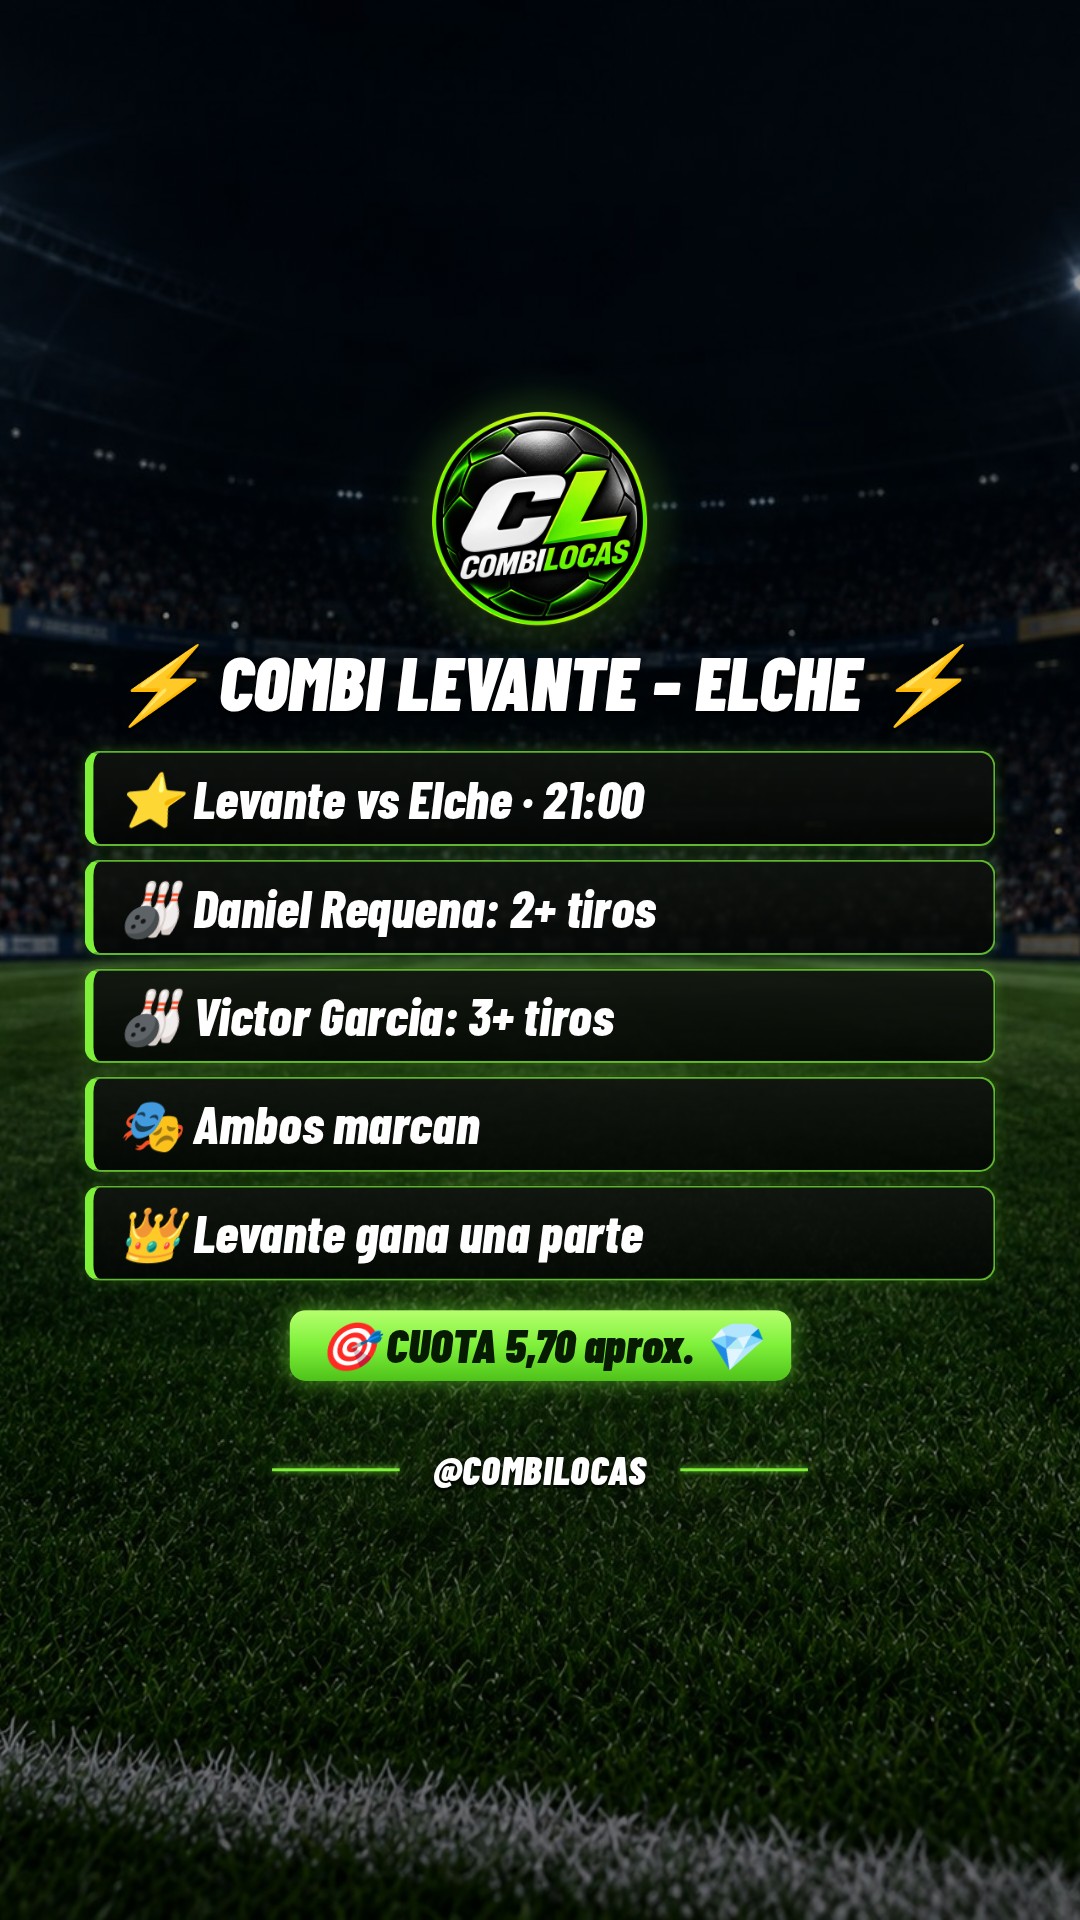 CL
COMBILOCAS
⚡ COMBI LEVANTE - ELCHE ⚡
⭐ Levante vs Elche · 21:00
🎳 Daniel Requena: 2+ tiros
🎳 Victor Garcia: 3+ tiros
🎭 Ambos marcan
👑 Levante gana una parte
🎯 CUOTA 5,70 aprox. 💎
@COMBILOCAS